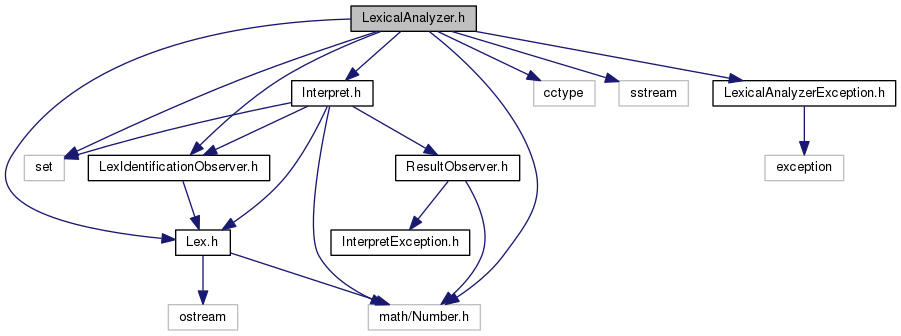 LexicalAnalyzer.h
Interpret.h
cctype
sstream
LexicalAnalyzerException.h
set
LexIdentificationObserver.h
ResultObserver.h
exception
Lex.h
InterpretException.h
ostream
math/Number.h